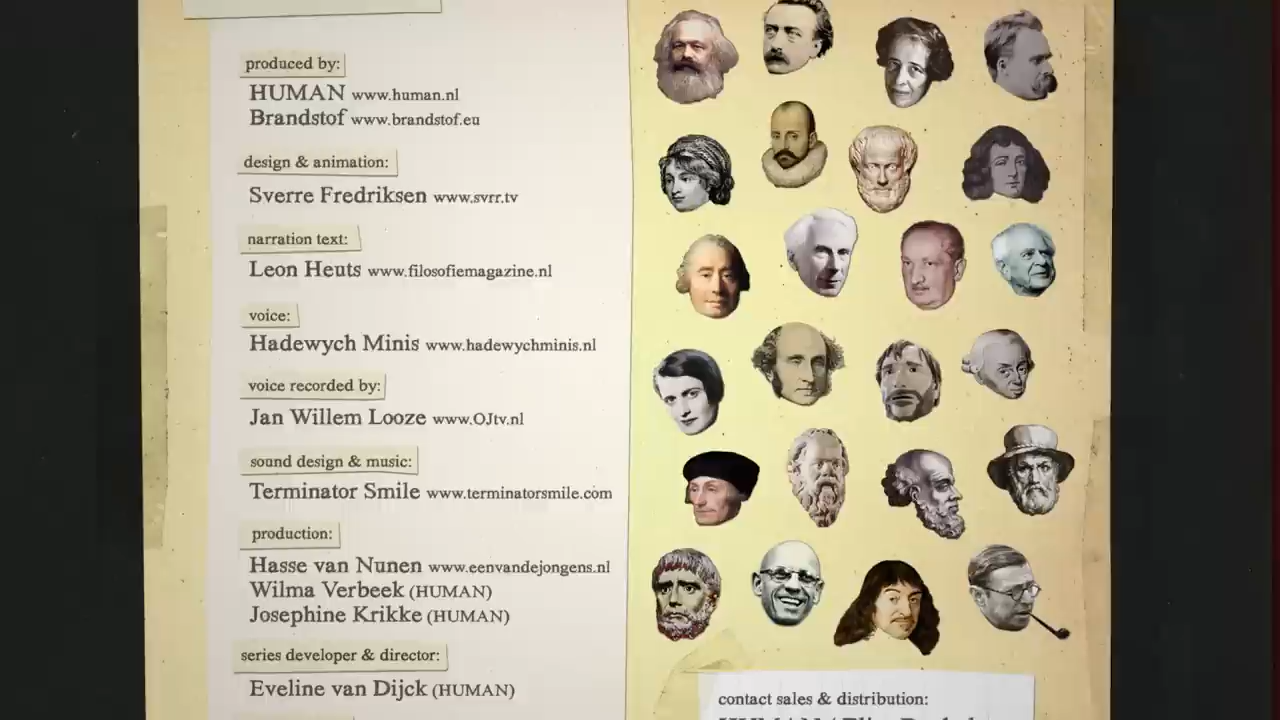 produced by:
HUMAN www.human.nl
Brandstof www.brandstof.eu
design & animation:
Sverre Fredriksen www.svrr.tv
narration text:
Leon Heuts www.filosofiemagazine.nl
voice:
Hadewych Minis www.hadewychminis.nl
voice recorded by:
Jan Willem Looze www.OJtv.nl
sound design & music:
Terminator Smile www.terminatorsmile.com
production:
Hasse van Nunen www.eenvandejongens.nl
Wilma Verbeek (HUMAN)
Josephine Krikke (HUMAN)
series developer & director:
Eveline van Dijck (HUMAN)
contact sales & distribution: